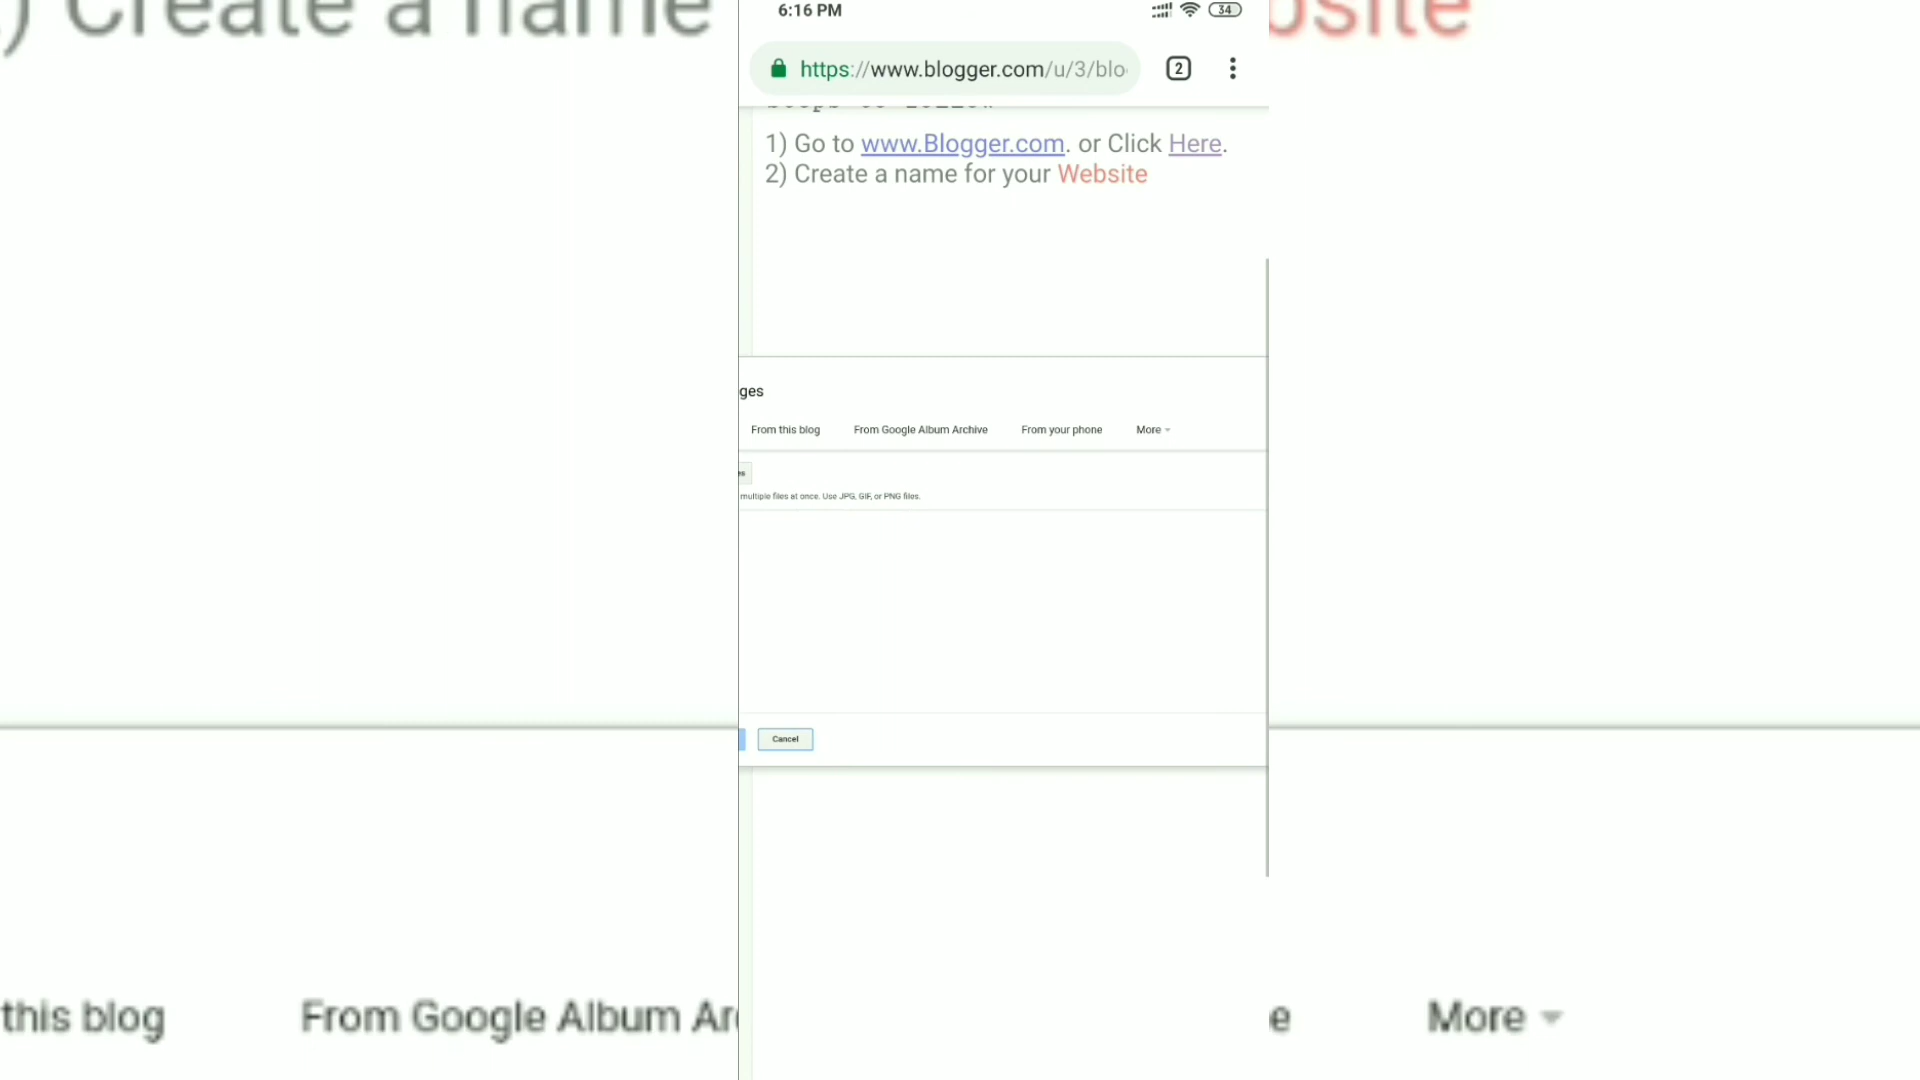 6:16 PM
34
https://www.blogger.com/u/3/blo
2
1) Go to www.Blogger.com. or Click Here.
2) Create a name for your Website
ges
From this blog From Google Album Archive From your phone More
multiple files at once. Use JPG, GIF, or PNG files.
Cancel
) Create a name
bsite
this blog From Google Album Ar
e More